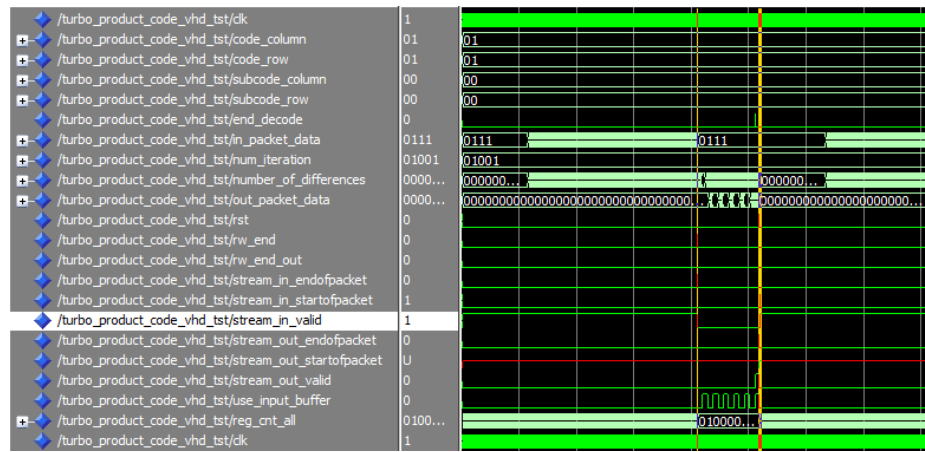 /turbo_product_code_vhd_tst/clk 1
/turbo_product_code_vhd_tst/code_column 01 01
/turbo_product_code_vhd_tst/code_row 01 01
/turbo_product_code_vhd_tst/subcode_column 00 00
/turbo_product_code_vhd_tst/subcode_row 00 00
/turbo_product_code_vhd_tst/end_decode 0
/turbo_product_code_vhd_tst/in_packet_data 0111 0111 0111
/turbo_product_code_vhd_tst/num_iteration 01001 01001
/turbo_product_code_vhd_tst/number_of_differences 0000... 000000... 000000...
/turbo_product_code_vhd_tst/out_packet_data 0000...
/turbo_product_code_vhd_tst/rst 0
/turbo_product_code_vhd_tst/rw_end 0
/turbo_product_code_vhd_tst/rw_end_out 0
/turbo_product_code_vhd_tst/stream_in_endofpacket 0
/turbo_product_code_vhd_tst/stream_in_startofpacket 1
/turbo_product_code_vhd_tst/stream_in_valid 1
/turbo_product_code_vhd_tst/stream_out_endofpacket 0
/turbo_product_code_vhd_tst/stream_out_startofpacket U
/turbo_product_code_vhd_tst/stream_out_valid 0
/turbo_product_code_vhd_tst/use_input_buffer 0
/turbo_product_code_vhd_tst/reg_cnt_all 0100... 010000...
/turbo_product_code_vhd_tst/clk 1